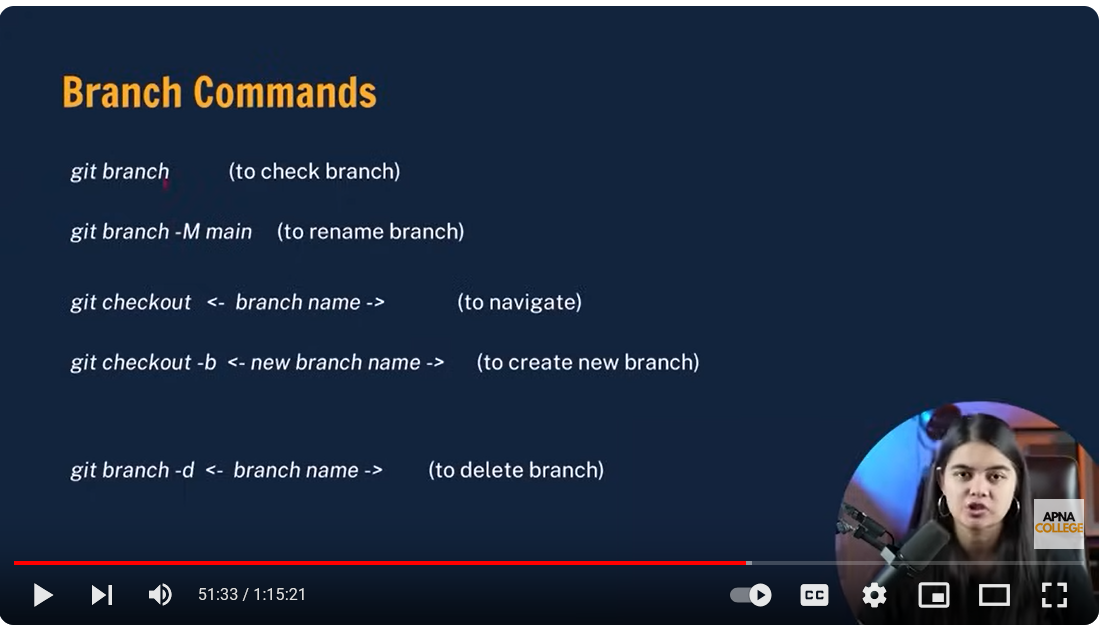 Branch Commands
git branch (to check branch)
git branch -M main (to rename branch)
git checkout <- branch name -> (to navigate)
git checkout -b <- new branch name -> (to create new branch)
git branch -d <- branch name -> (to delete branch)
APNA
COLLEGE
51:33 / 1:15:21
CC